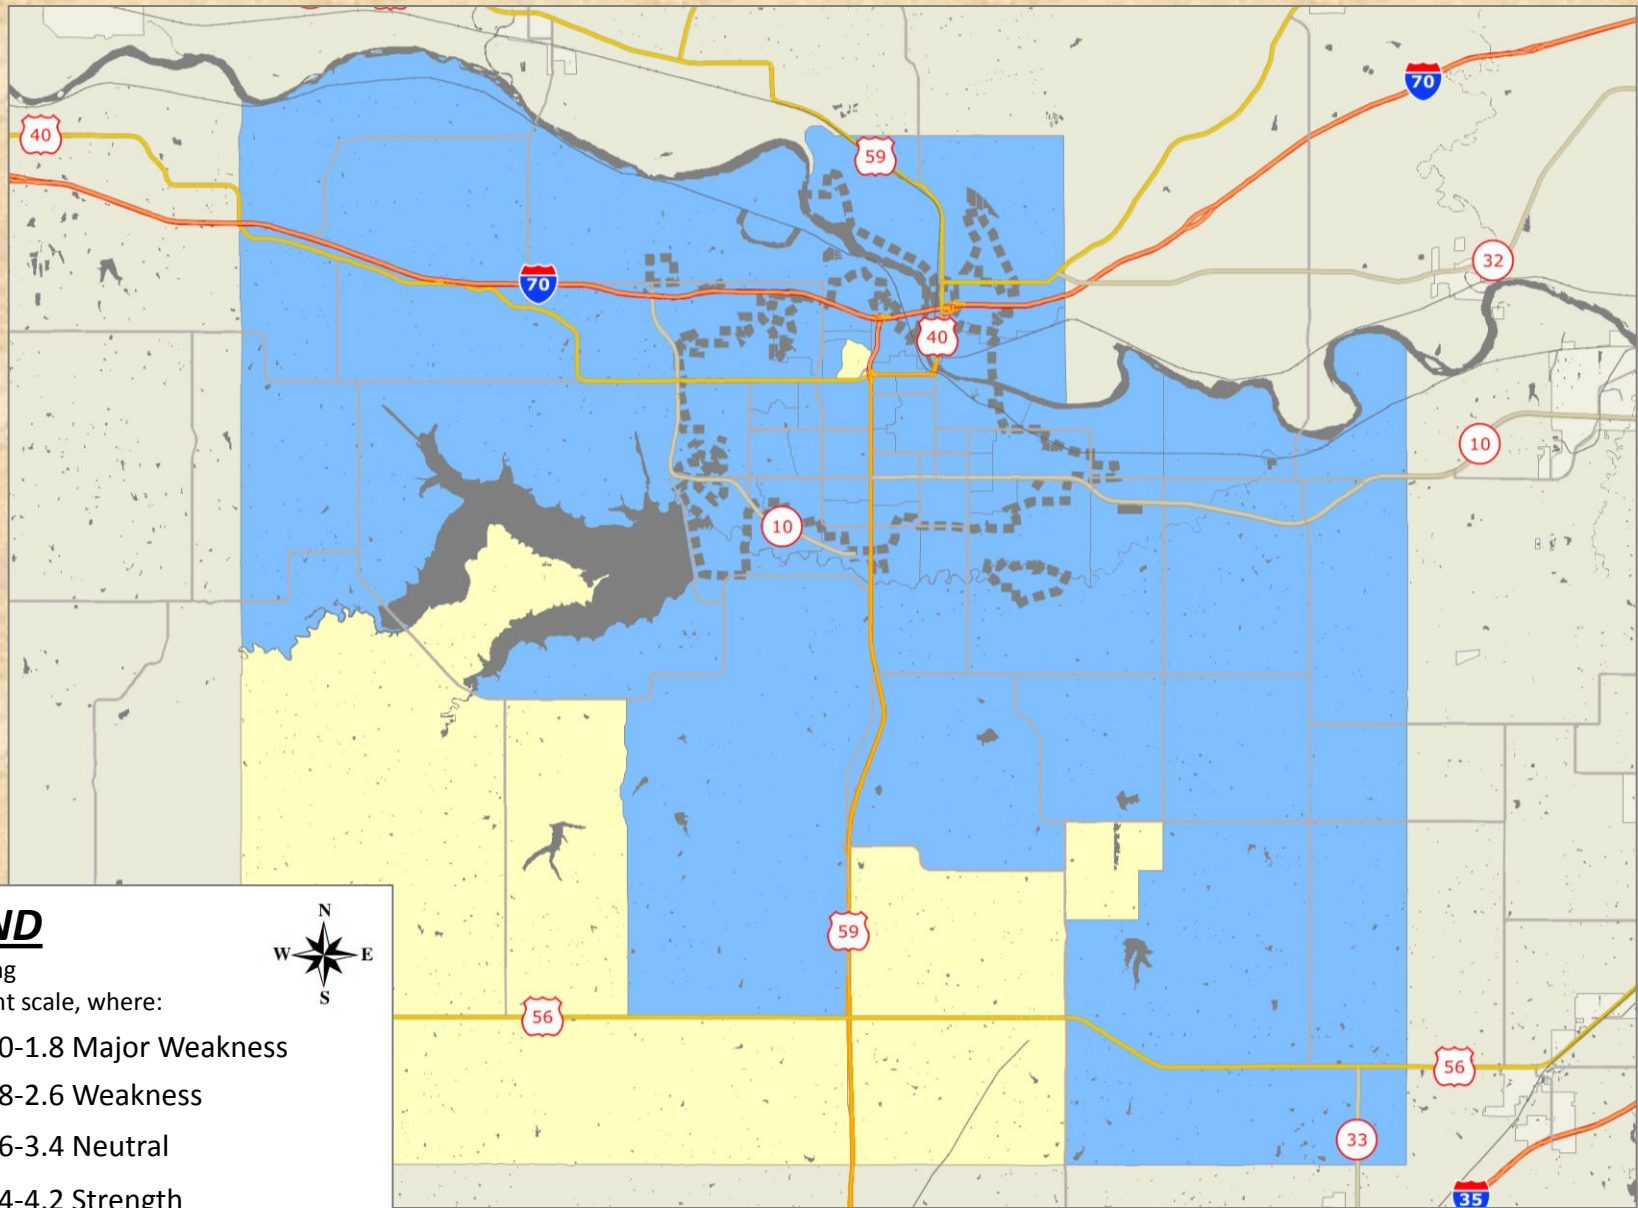 70
40
59
32
70
40
10
10
59
ND
N
W E
S
ng
nt scale, where:
0-1.8 Major Weakness
8-2.6 Weakness
6-3.4 Neutral
4-4.2 Strength
56
56
33
35